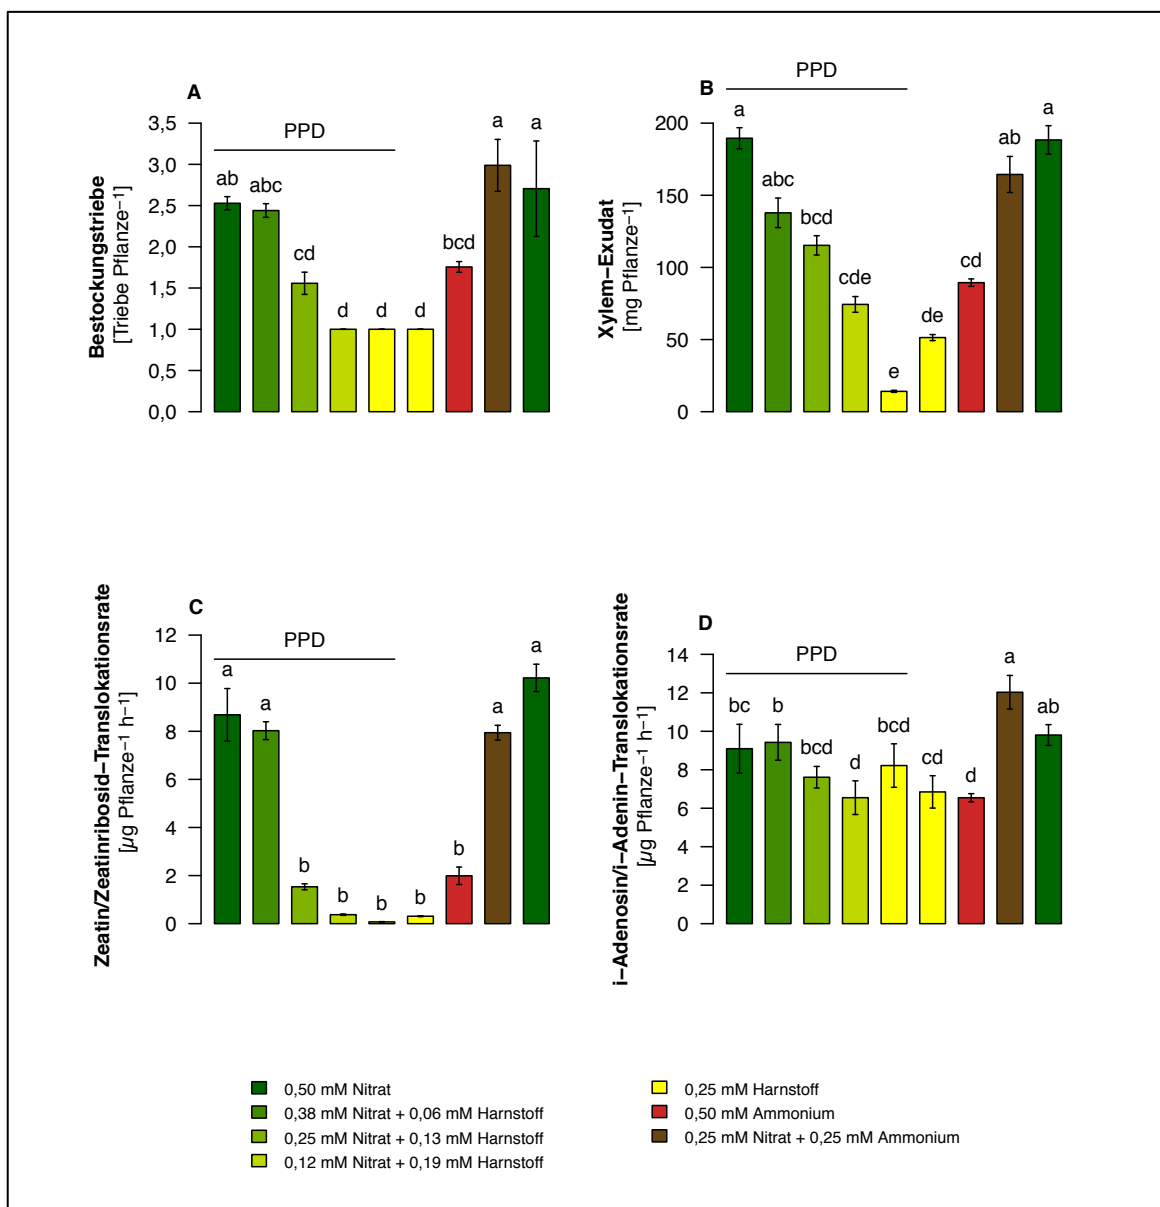 A
Bestockungstriebe
[Triebe Pflanze⁻¹]
3,5
3,0
2,5
2,0
1,5
1,0
0,5
0,0
PPD
ab
abc
cd
d
d
d
bcd
a
a
B
Xylem−Exudat
[mg Pflanze⁻¹]
200
150
100
50
0
PPD
a
abc
bcd
cde
e
de
cd
ab
a
C
Zeatin/Zeatinribosid−Translokationsrate
[µg Pflanze⁻¹ h−1]
12
10
8
6
4
2
0
PPD
a
a
b
b
b
b
b
a
a
D
i−Adenosin/i−Adenin−Translokationsrate
[µg Pflanze⁻¹ h−1]
14
12
10
8
6
4
2
0
PPD
bc
b
bcd
d
bcd
cd
d
a
ab
0,50 mM Nitrat
0,38 mM Nitrat + 0,06 mM Harnstoff
0,25 mM Nitrat + 0,13 mM Harnstoff
0,12 mM Nitrat + 0,19 mM Harnstoff
0,25 mM Harnstoff
0,50 mM Ammonium
0,25 mM Nitrat + 0,25 mM Ammonium